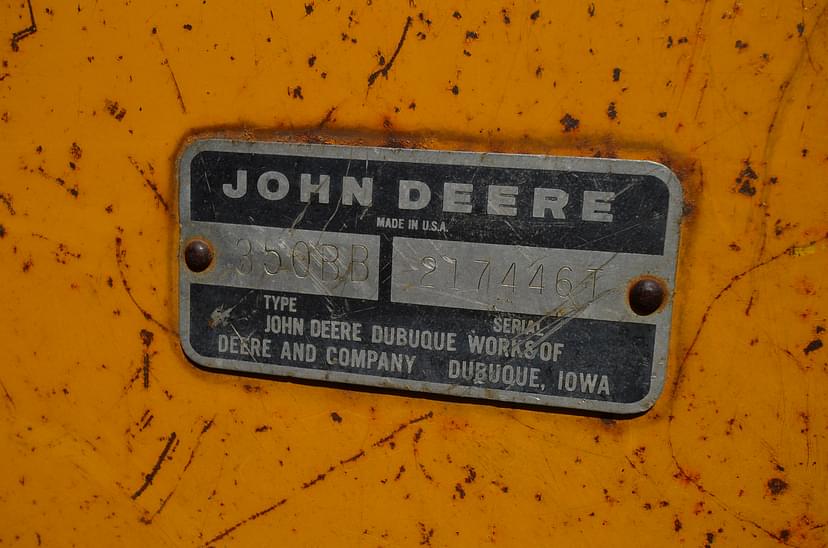 JOHN DEERE
MADE IN U.S.A.
350BB 217446T
TYPE SERIAL
JOHN DEERE DUBUQUE WORKS OF
DEERE AND COMPANY DUBUQUE, IOWA